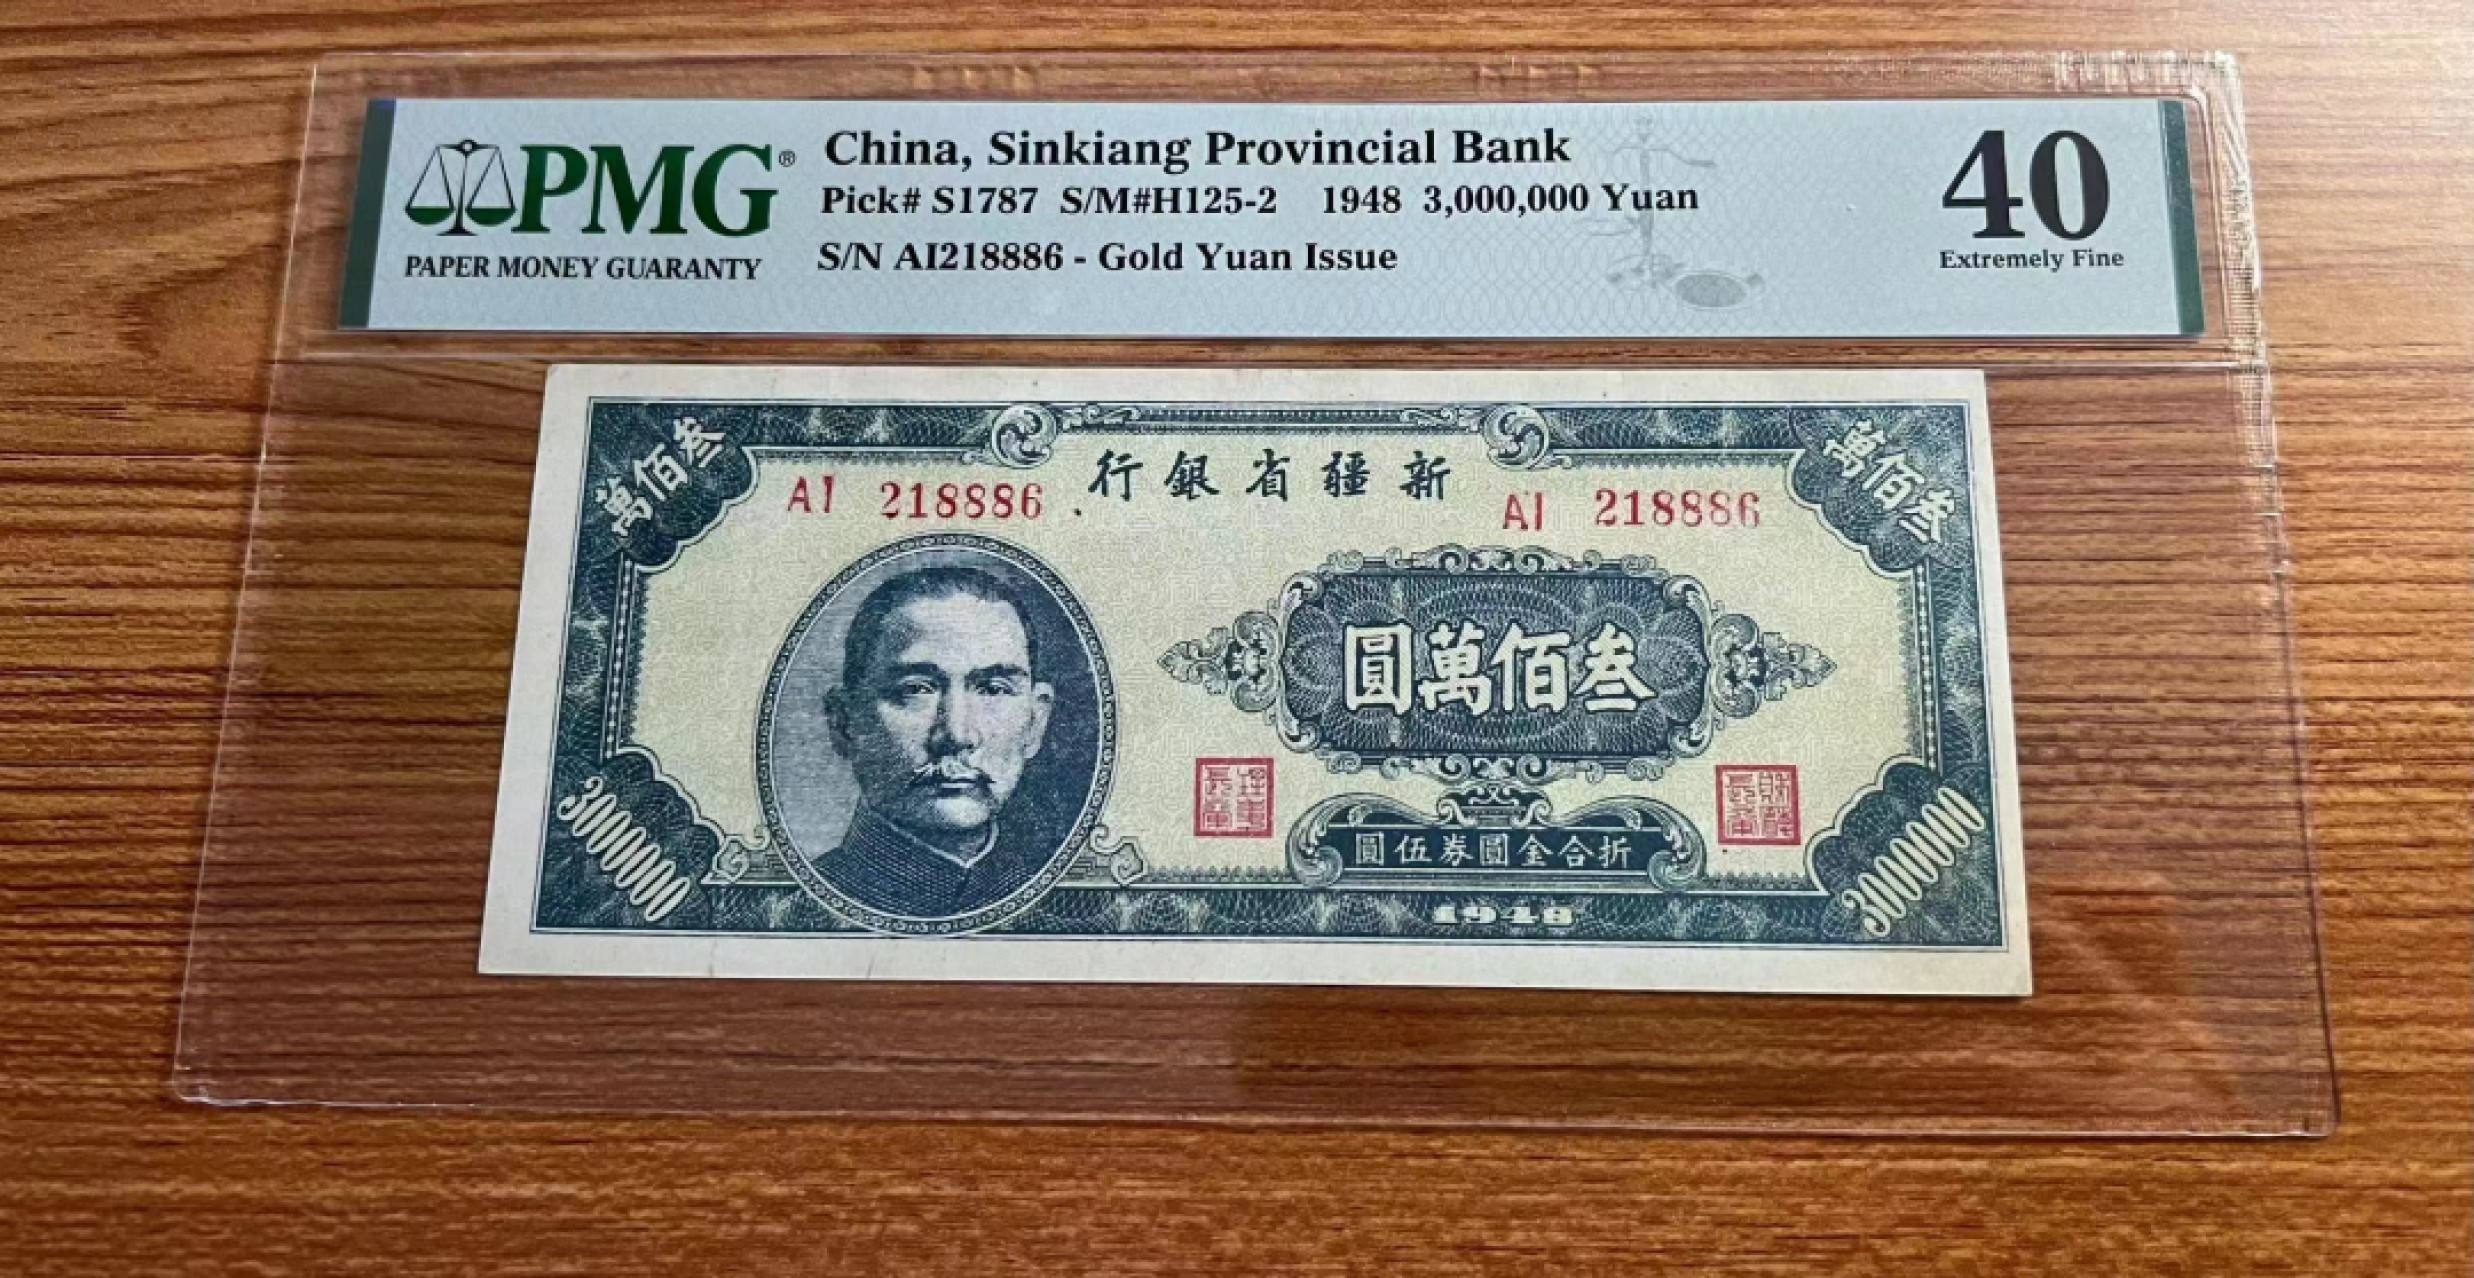 PMG®
PAPER MONEY GUARANTY
China, Sinkiang Provincial Bank
Pick# S1787 S/M#H125-2 1948 3,000,000 Yuan
S/N AI218886 - Gold Yuan Issue
40
Extremely Fine
叁佰萬
叁佰萬
新疆省銀行
AI 218886
AI 218886
叁佰萬圓
折合金圓券伍圓
3000000
3000000
1948